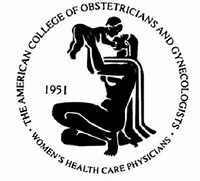 THE AMERICAN COLLEGE OF OBSTETRICIANS AND GYNECOLOGISTS
1951
• WOMEN'S HEALTH CARE PHYSICIANS •